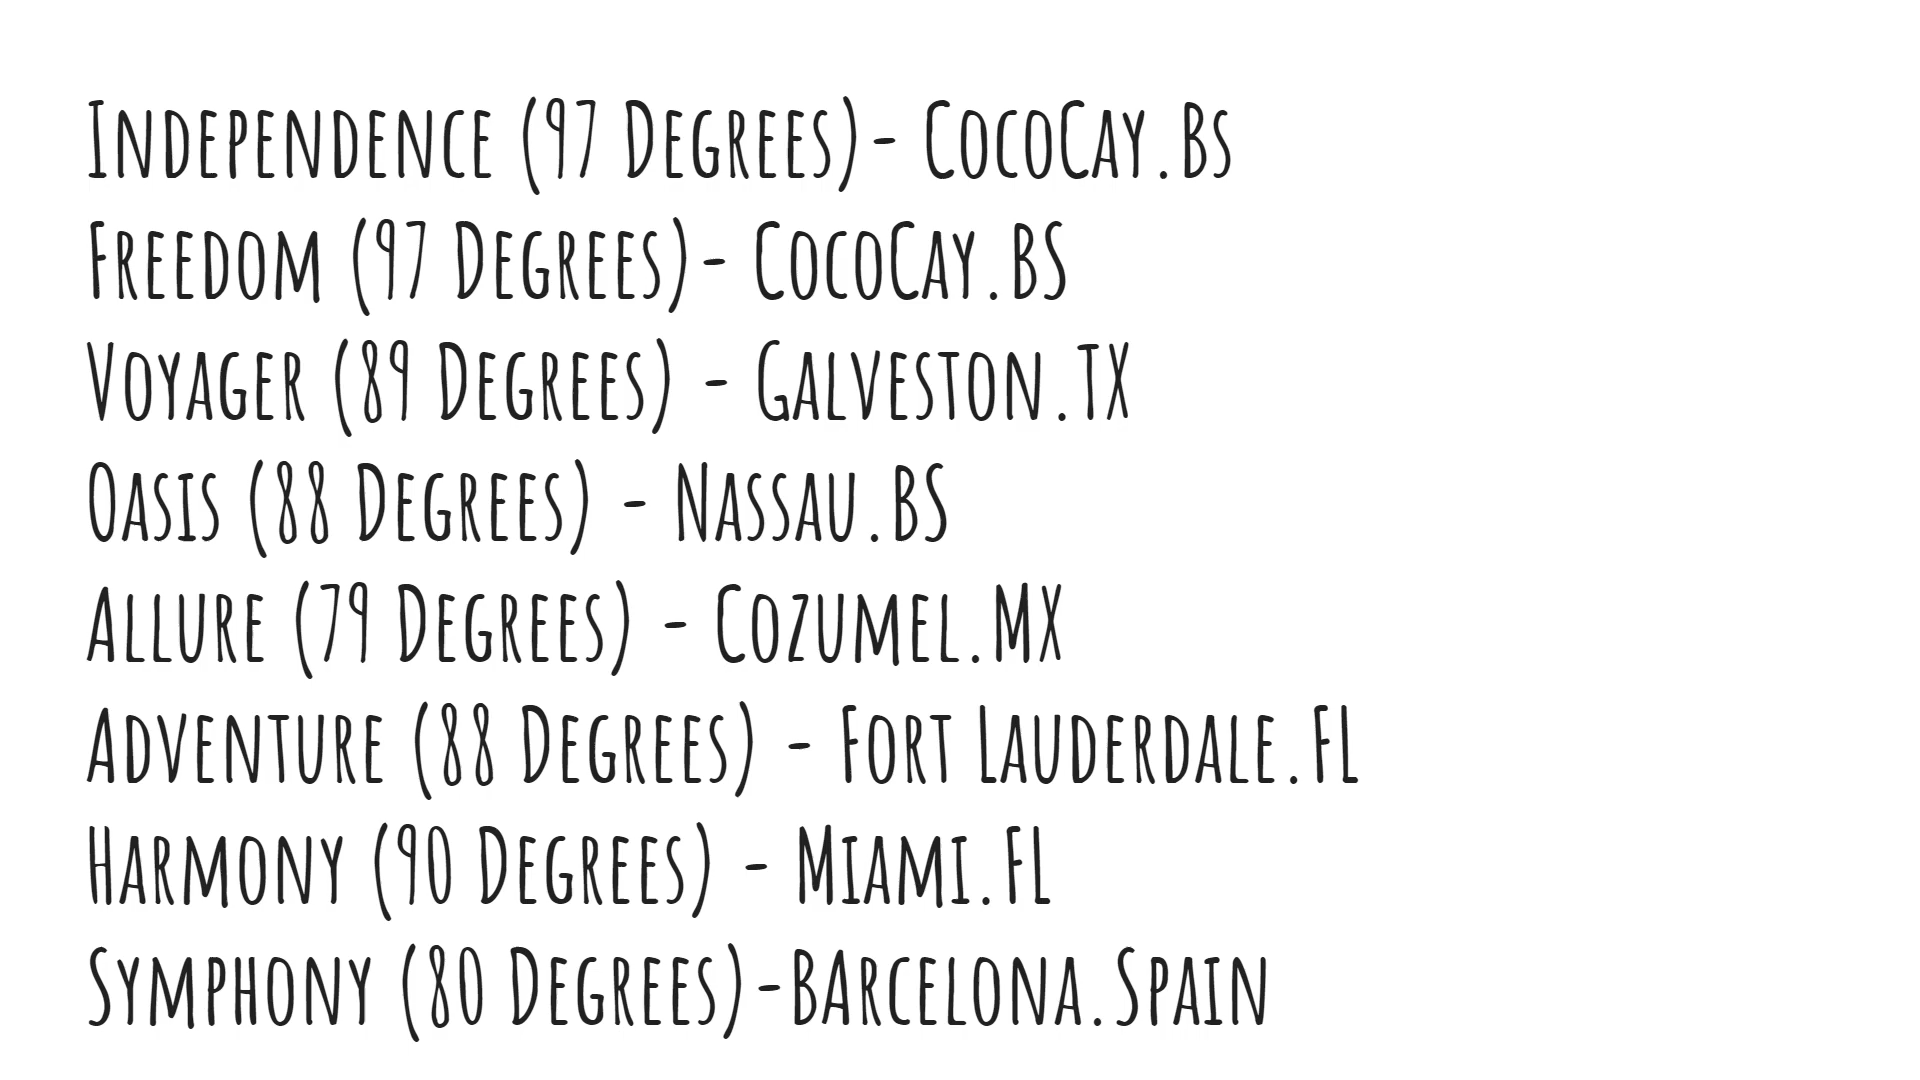 Independence (97 Degrees)- CocoCay.Bs
Freedom (97 Degrees)- CocoCay.BS
Voyager (89 Degrees) - Galveston.TX
Oasis (88 Degrees) - Nassau.BS
Allure (79 Degrees) - Cozumel.MX
Adventure (88 Degrees) - Fort Lauderdale.FL
Harmony (90 Degrees) - Miami.FL
Symphony (80 Degrees)-BArcelona.Spain